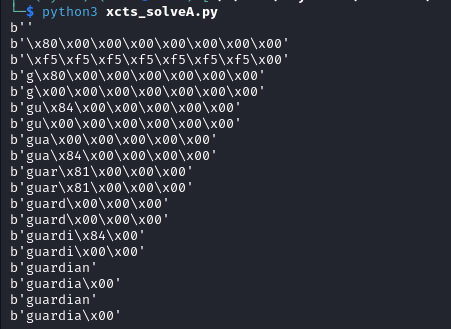 └─$ python3 xcts_solveA.py
b''
b'\x80\x00\x00\x00\x00\x00\x00\x00'
b'\xf5\xf5\xf5\xf5\xf5\xf5\xf5\x00'
b'g\x80\x00\x00\x00\x00\x00\x00'
b'g\x00\x00\x00\x00\x00\x00\x00'
b'gu\x84\x00\x00\x00\x00\x00'
b'gu\x00\x00\x00\x00\x00\x00'
b'gua\x00\x00\x00\x00\x00'
b'gua\x84\x00\x00\x00\x00'
b'guar\x81\x00\x00\x00'
b'guar\x81\x00\x00\x00'
b'guard\x00\x00\x00'
b'guard\x00\x00\x00'
b'guardi\x84\x00'
b'guardi\x00\x00'
b'guardian'
b'guardia\x00'
b'guardian'
b'guardia\x00'